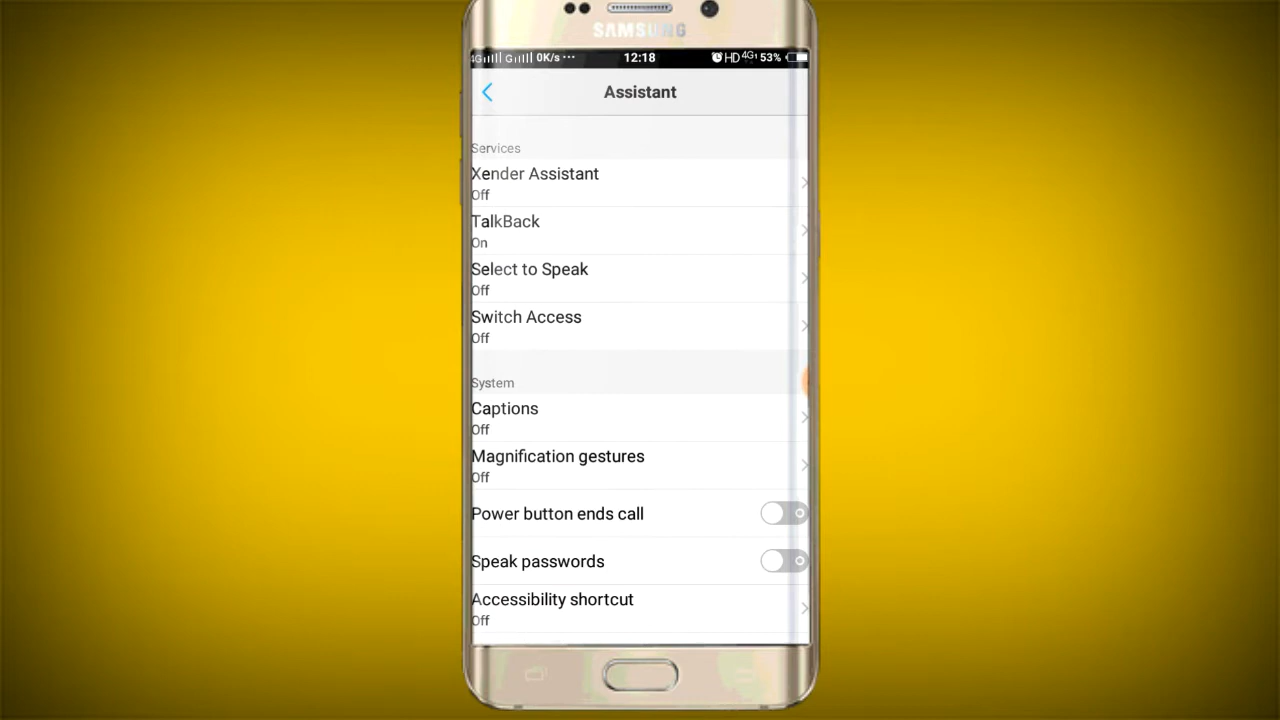 SAMSUNG
4G G 0K/s ··· 12:18 HD 4G 53%
Assistant
Services
Xender Assistant
Off
TalkBack
On
Select to Speak
Off
Switch Access
Off
System
Captions
Off
Magnification gestures
Off
Power button ends call
Speak passwords
Accessibility shortcut
Off